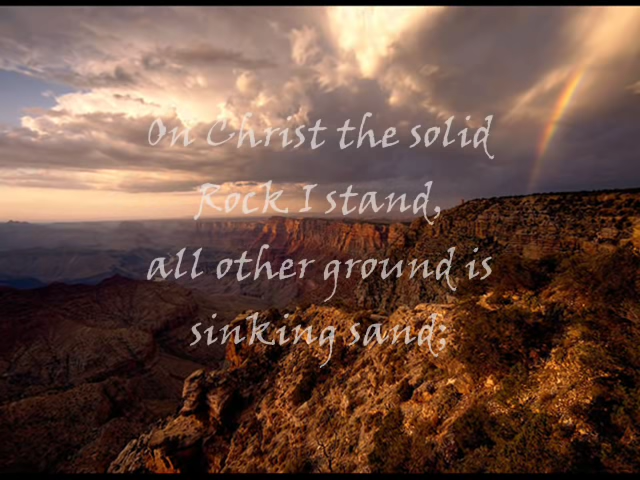 On Christ the solid
Rock I stand,
all other ground is
sinking sand;